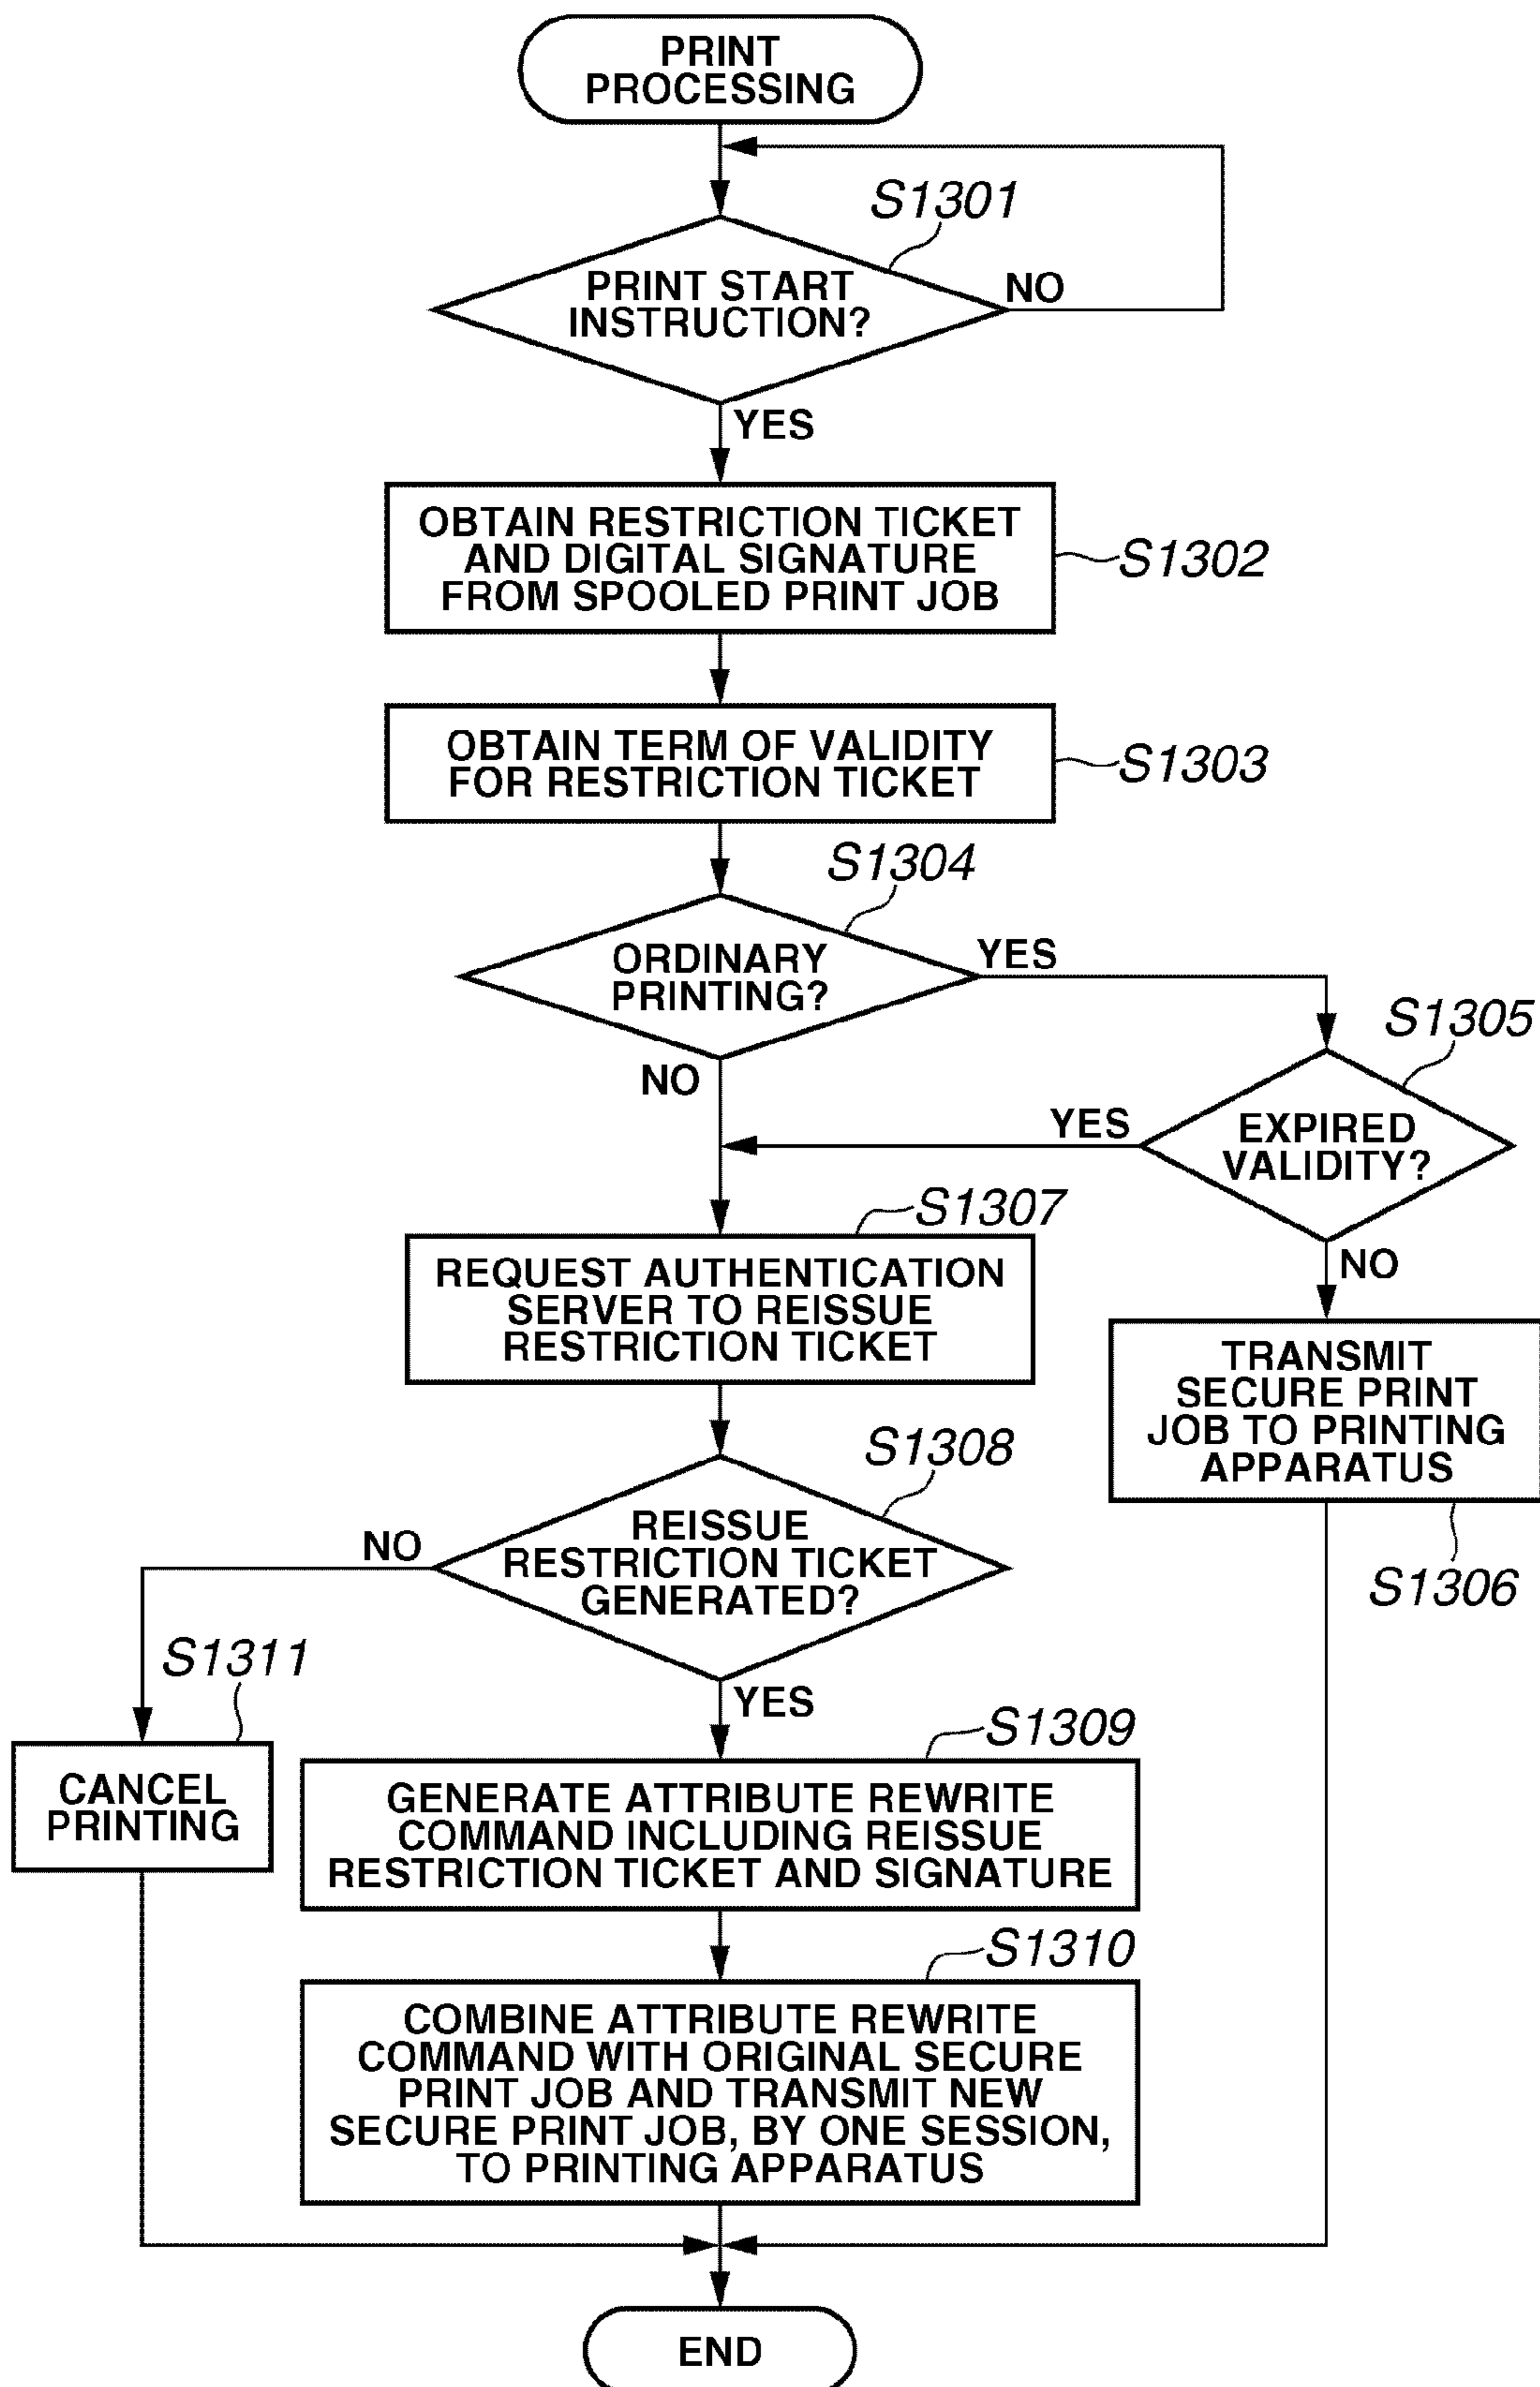 PRINT
PROCESSING
S1301
PRINT START
INSTRUCTION?
NO
YES
OBTAIN RESTRICTION TICKET
AND DIGITAL SIGNATURE
FROM SPOOLED PRINT JOB
S1302
OBTAIN TERM OF VALIDITY
FOR RESTRICTION TICKET
S1303
S1304
ORDINARY
PRINTING?
YES
NO
S1305
EXPIRED
VALIDITY?
YES
NO
S1307
REQUEST AUTHENTICATION
SERVER TO REISSUE
RESTRICTION TICKET
TRANSMIT
SECURE PRINT
JOB TO PRINTING
APPARATUS
S1306
S1308
REISSUE
RESTRICTION TICKET
GENERATED?
NO
YES
S1311
CANCEL
PRINTING
S1309
GENERATE ATTRIBUTE REWRITE
COMMAND INCLUDING REISSUE
RESTRICTION TICKET AND SIGNATURE
S1310
COMBINE ATTRIBUTE REWRITE
COMMAND WITH ORIGINAL SECURE
PRINT JOB AND TRANSMIT NEW
SECURE PRINT JOB, BY ONE SESSION,
TO PRINTING APPARATUS
END